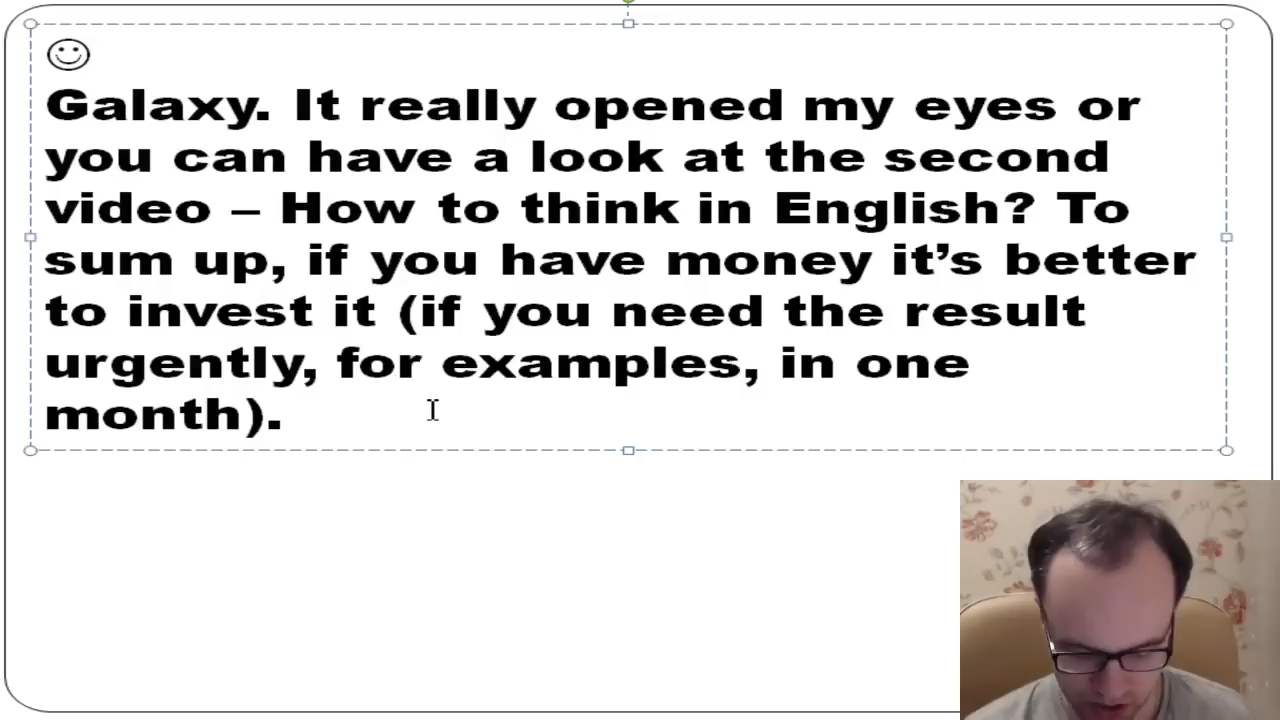 ☺
Galaxy. It really opened my eyes or
you can have a look at the second
video – How to think in English? To
sum up, if you have money it’s better
to invest it (if you need the result
urgently, for examples, in one
month).